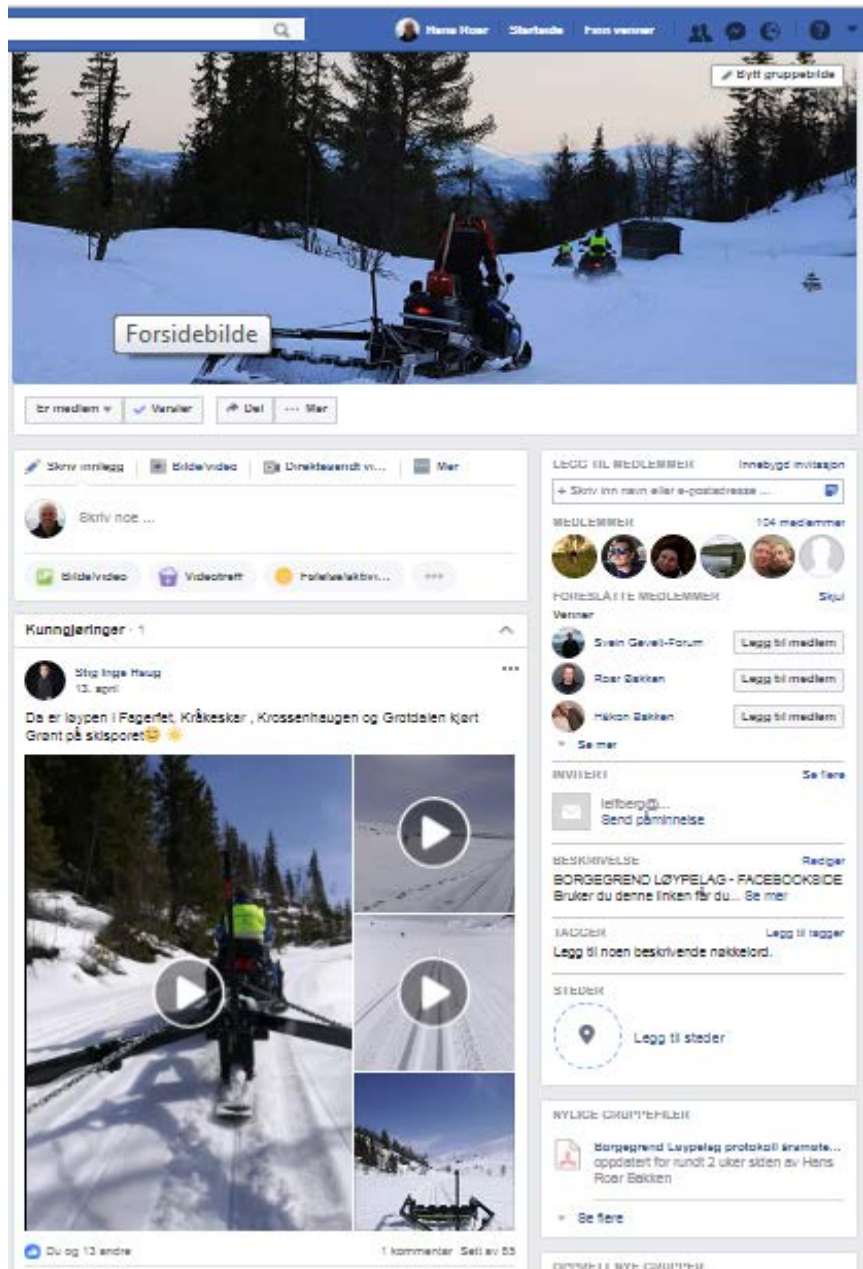 Hans Roar Startside Finn venner
Bytt gruppebilde
Forsidebilde
Er medlem Varsler Del ... Mer
Skriv innlegg Bilde/video Direktesendt vi... Mer
Skriv noe ...
Bilde/video Videotreff Følelse/aktivi...
Kunngjøringer · 1
Stig Inge Haug
13. april
Da er løypen i Fagerfet, Kråkeskar , Krossenhaugen og Grotdalen kjørt
Grønt på skisporet
Du og 13 andre
1 kommentar Sett av 85
LEGG TIL MEDLEMMER Innebygd invitasjon
+ Skriv inn navn eller e-postadresse ...
MEDLEMMER 104 medlemmer
FORESLÅTTE MEDLEMMER Skjul
Venner
Svein Gøveli-Forum Legg til medlem
Roar Bakken Legg til medlem
Håkon Bakken Legg til medlem
Se mer
INVITERT Se flere
leifberg@...
Send påminnelse
BESKRIVELSE Rediger
BORGEGREND LØYPELAG - FACEBOOKSIDE
Bruker du denne linken får du... Se mer
TAGGER Legg til tagger
Legg til noen beskrivende nøkkelord.
STEDER
Legg til steder
NYLIGE GRUPPEFILER
Borgegrend Løypelag protokoll årsmøte...
oppdatert for rundt 2 uker siden av Hans
Roar Bakken
Se flere
OPPRETT NYE GRUPPER